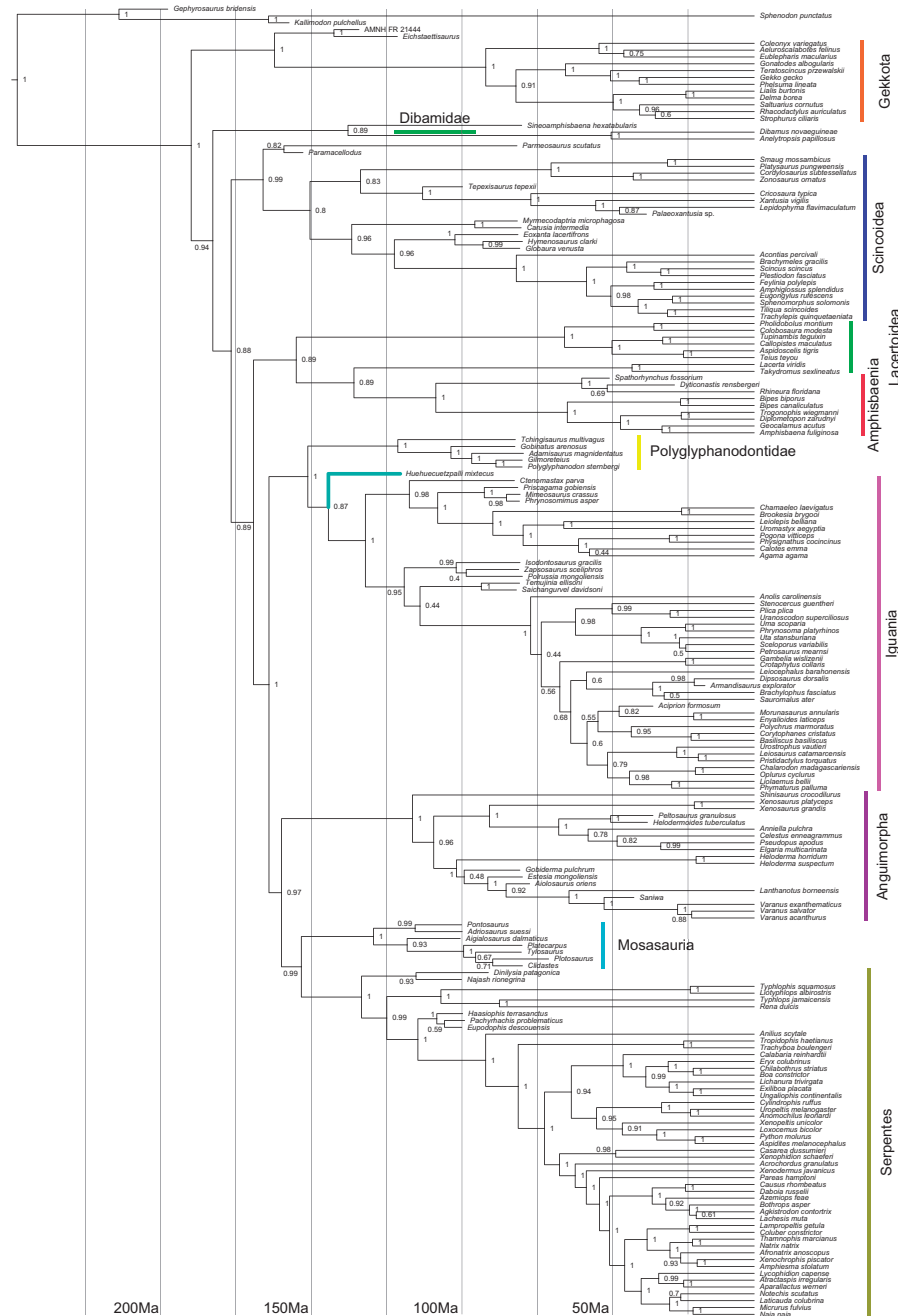 Gephyrosaurus bridensis
Sphenodon punctatus
Kallimodon pulchellus
AMNH FR 21444
Eichstaettisaurus
Coleonyx variegatus
Aeluroscalabotes felinus
Eublepharis macularius
Gonatodes albogularis
Teratoscincus przewalskii
Gekko gecko
Phelsuma lineata
Lialis burtonis
Delma borea
Saltuarius cornutus
Rhacodactylus auriculatus
Strophurus ciliaris
Gekkota
Dibamidae
Sineoamphisbaena hexatabularis
Dibamus novaeguineae
Anelytropsis papillosus
Parmeosaurus scutatus
Paramacellodus
Smaug mossambicus
Platysaurus pungweensis
Cordylosaurus subtessellatus
Zonosaurus ornatus
Tepexisaurus tepexii
Cricosaura typica
Xantusia vigilis
Lepidophyma flavimaculatum
Palaeoxantusia sp.
Myrmecodaptria microphagosa
Carusia intermedia
Eoxanta lacertifrons
Hymenosaurus clarki
Globaura venusta
Acontias percivali
Brachymeles gracilis
Scincus scincus
Plestiodon fasciatus
Feylinia polylepis
Amphiglossus splendidus
Eugongylus rufescens
Sphenomorphus solomonis
Tiliqua scincoides
Trachylepis quinquetaeniata
Scincoidea
Pholidobolus montium
Colobosaura modesta
Tupinambis teguixin
Callopistes maculatus
Aspidoscelis tigris
Teius teyou
Lacerta viridis
Takydromus sexlineatus
Lacertoidea
Spathorhynchus fossorium
Dyticonastis rensbergeri
Rhineura floridana
Bipes biporus
Bipes canaliculatus
Trogonophis wiegmanni
Diplometopon zarudnyi
Geocalamus acutus
Amphisbaena fuliginosa
Amphisbaenia
Tchingisaurus multivagus
Gobinatus arenosus
Adamisaurus magnidentatus
Gilmoreteius
Polyglyphanodon sternbergi
Polyglyphanodontidae
Huehuecuetzpalli mixtecus
Ctenomastax parva
Priscagama gobiensis
Mimeosaurus crassus
Phrynosomimus asper
Chamaeleo laevigatus
Brookesia brygooi
Leiolepis belliana
Uromastyx aegyptia
Pogona vitticeps
Physignathus cocincinus
Calotes emma
Agama agama
Isodontosaurus gracilis
Zapsosaurus sceliphros
Polrussia mongoliensis
Temujinia ellisoni
Saichangurvel davidsoni
Anolis carolinensis
Stenocercus guentheri
Plica plica
Uranoscodon superciliosus
Uma scoparia
Phrynosoma platyrhinos
Uta stansburiana
Sceloporus variabilis
Petrosaurus mearnsi
Gambelia wislizenii
Crotaphytus collaris
Leiocephalus barahonensis
Dipsosaurus dorsalis
Armandisaurus explorator
Brachylophus fasciatus
Sauromalus ater
Aciprion formosum
Morunasaurus annularis
Enyalioides laticeps
Polychrus marmoratus
Corytophanes cristatus
Basiliscus basiliscus
Urostrophus vautieri
Leiosaurus catamarcensis
Pristidactylus torquatus
Chalarodon madagascariensis
Oplurus cyclurus
Liolaemus bellii
Phymaturus palluma
Iguania
Shinisaurus crocodilurus
Xenosaurus platyceps
Xenosaurus grandis
Peltosaurus granulosus
Helodermoides tuberculatus
Anniella pulchra
Celestus enneagrammus
Pseudopus apodus
Elgaria multicarinata
Heloderma horridum
Heloderma suspectum
Gobiderma pulchrum
Estesia mongoliensis
Aiolosaurus oriens
Lanthanotus borneensis
Saniwa
Varanus exanthematicus
Varanus salvator
Varanus acanthurus
Anguimorpha
Pontosaurus
Adriosaurus suessi
Aigialosaurus dalmaticus
Platecarpus
Tylosaurus
Plotosaurus
Clidastes
Mosasauria
Dinilysia patagonica
Najash rionegrina
Typhlophis squamosus
Liotyphlops albirostris
Typhlops jamaicensis
Rena dulcis
Haasiophis terrasanctus
Pachyrhachis problematicus
Eupodophis descouensis
Anilius scytale
Tropidophis haetianus
Trachyboa boulengeri
Calabaria reinhardtii
Eryx colubrinus
Chilabothrus striatus
Boa constrictor
Lichanura trivirgata
Exiliboa placata
Ungaliophis continentalis
Cylindrophis ruffus
Uropeltis melanogaster
Anomochilus leonardi
Xenopeltis unicolor
Loxocemus bicolor
Python molurus
Aspidites melanocephalus
Casarea dussumieri
Xenophidion schaeferi
Acrochordus granulatus
Xenodermus javanicus
Pareas hamptoni
Causus rhombeatus
Daboia russelii
Azemiops feae
Bothrops asper
Agkistrodon contortrix
Lachesis muta
Lampropeltis getula
Coluber constrictor
Thamnophis marcianus
Natrix natrix
Afronatrix anoscopus
Xenochrophis piscator
Amphiesma stolatum
Lycophidion capense
Atractaspis irregularis
Aparallactus werneri
Notechis scutatus
Laticauda colubrina
Micrurus fulvius
Naja naja
Serpentes
200Ma
150Ma
100Ma
50Ma